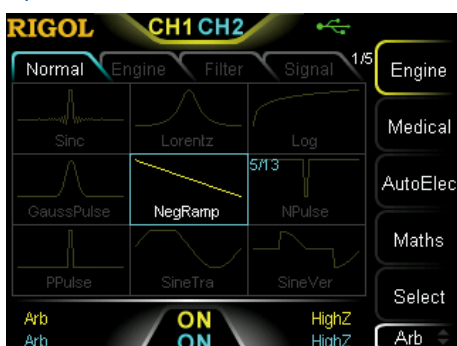 RIGOL CH1 CH2
Normal Engine Filter Signal 1/5 Engine
Sinc Lorentz Log Medical
5/13 AutoElec
GaussPulse NegRamp NPulse
Maths
PPulse SineTra SineVer
Select
Arb ON HighZ
Arb ON HighZ Arb